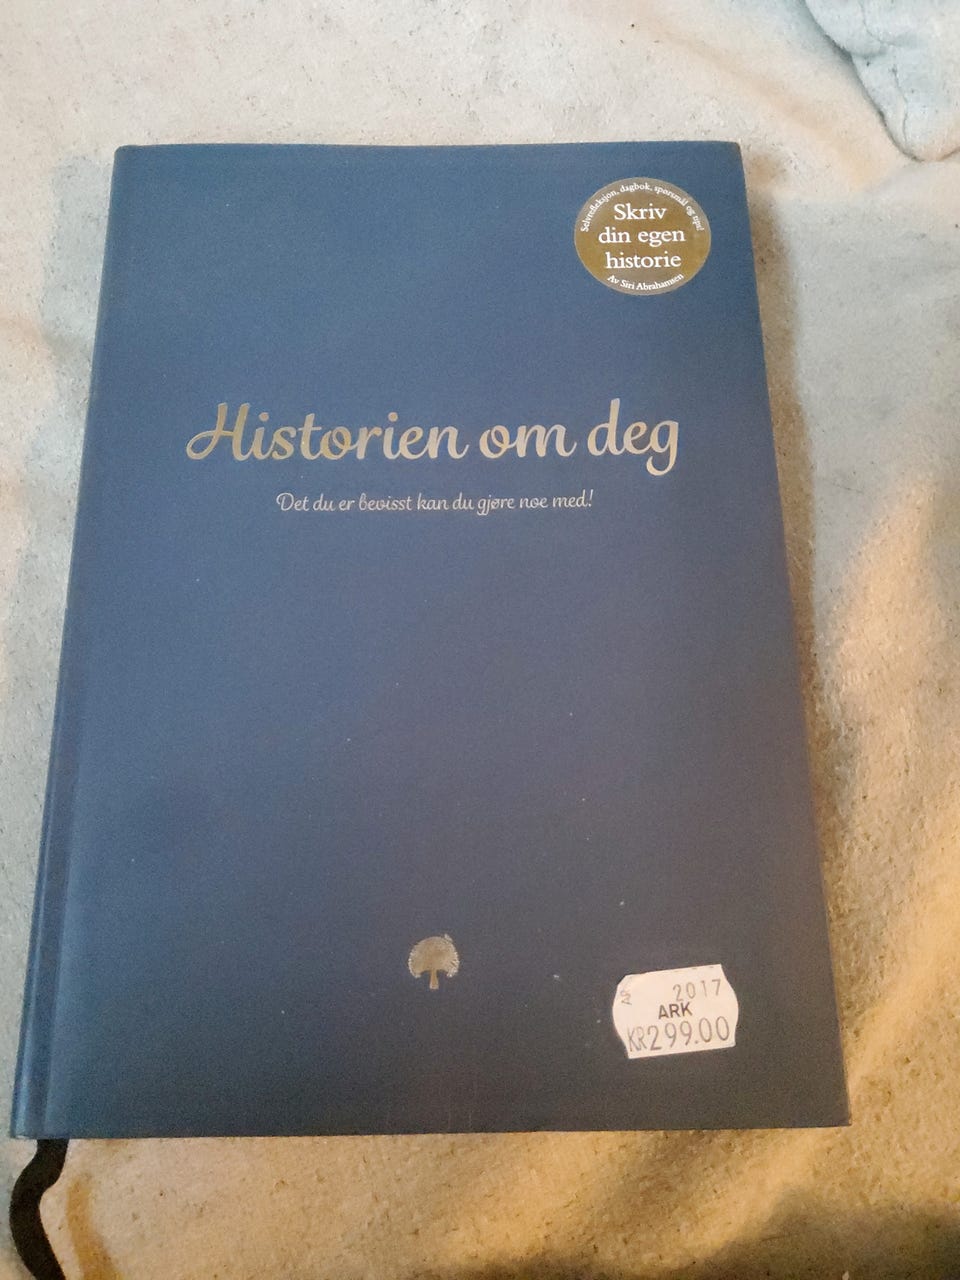 Selvrefleksjon, dagbok, spørsmål og tips!
Skriv
din egen
historie
Av Siri Abrahamsen
Historien om deg
Det du er bevisst kan du gjøre noe med!
2017
ARK
KR299.00